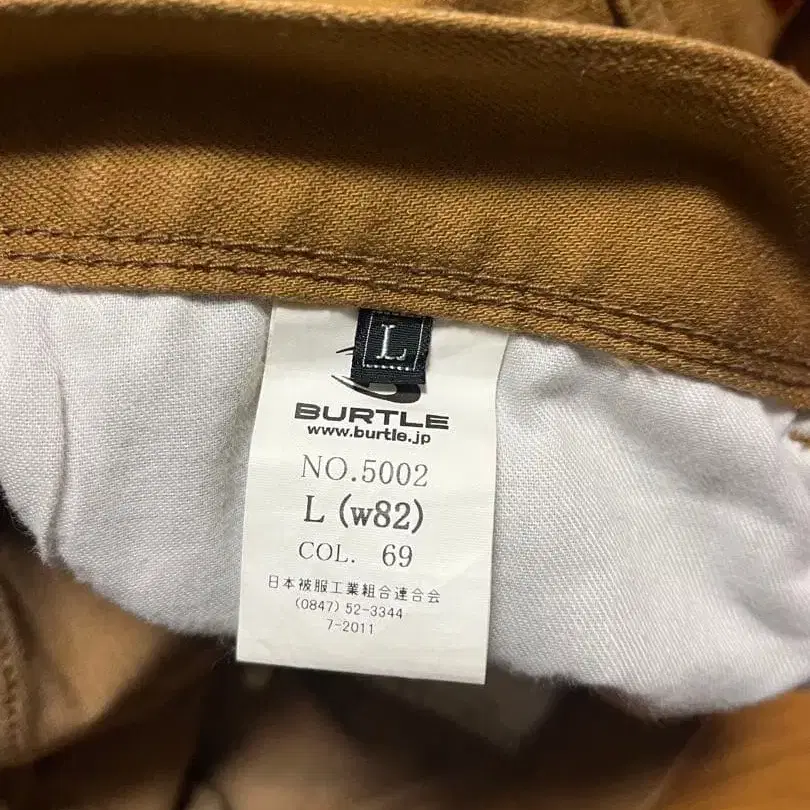 L
BURTLE
www.burtle.jp
NO.5002
L (w82)
COL. 69
日本被服工業組合連合会
(0847) 52-3344
7-2011